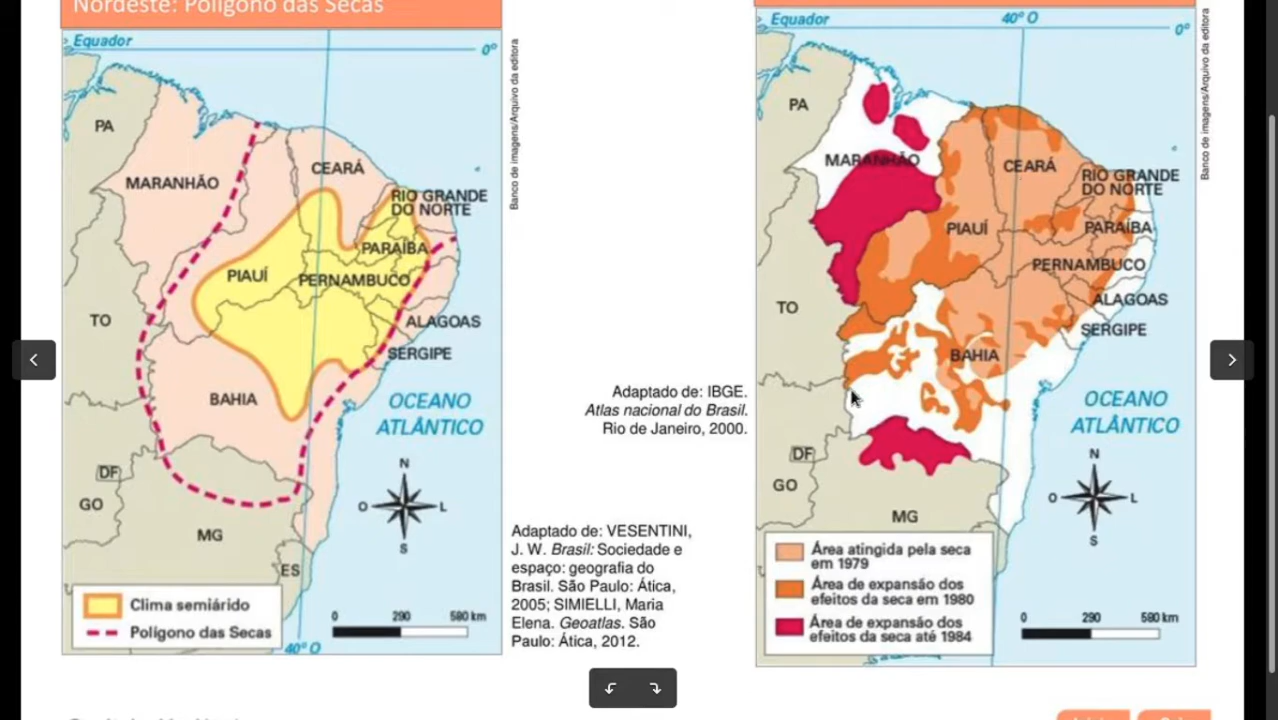 Nordeste: Polígono das Secas
Equador
0°
PA
CEARÁ
MARANHÃO
RIO GRANDE
DO NORTE
PARAÍBA
PIAUÍ
PERNAMBUCO
TO
ALAGOAS
SERGIPE
BAHIA
OCEANO
ATLÂNTICO
DF
GO
MG
ES
N
O
L
S
Clima semiárido
Polígono das Secas
0 290 580 km
40° O
Banco de imagens/Arquivo da editora
Adaptado de: VESENTINI,
J. W. Brasil: Sociedade e
espaço: geografia do
Brasil. São Paulo: Ática,
2005; SIMIELLI, Maria
Elena. Geoatlas. São
Paulo: Ática, 2012.
Adaptado de: IBGE.
Atlas nacional do Brasil.
Rio de Janeiro, 2000.
Equador
40° O
0°
PA
MARANHÃO
CEARÁ
RIO GRANDE
DO NORTE
PIAUÍ
PARAÍBA
PERNAMBUCO
TO
ALAGOAS
SERGIPE
BAHIA
OCEANO
ATLÂNTICO
DF
GO
MG
N
O
L
S
Área atingida pela seca
em 1979
Área de expansão dos
efeitos da seca em 1980
Área de expansão dos
efeitos da seca até 1984
0 290 580 km
Banco de imagens/Arquivo da editora